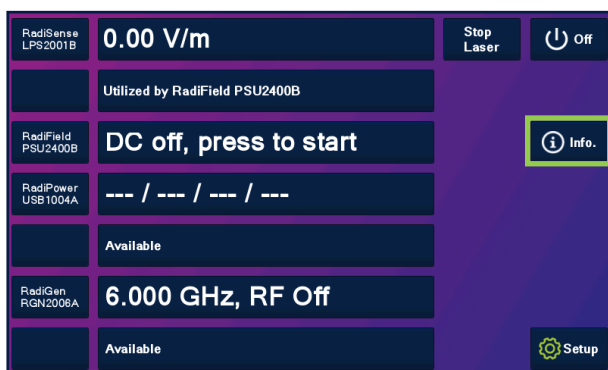 RadiSense
LPS2001B
0.00 V/m
Stop
Laser
Off
Utilized by RadiField PSU2400B
RadiField
PSU2400B
DC off, press to start
Info.
RadiPower
USB1004A
--- / --- / --- / ---
Available
RadiGen
RGN2006A
6.000 GHz, RF Off
Available
Setup